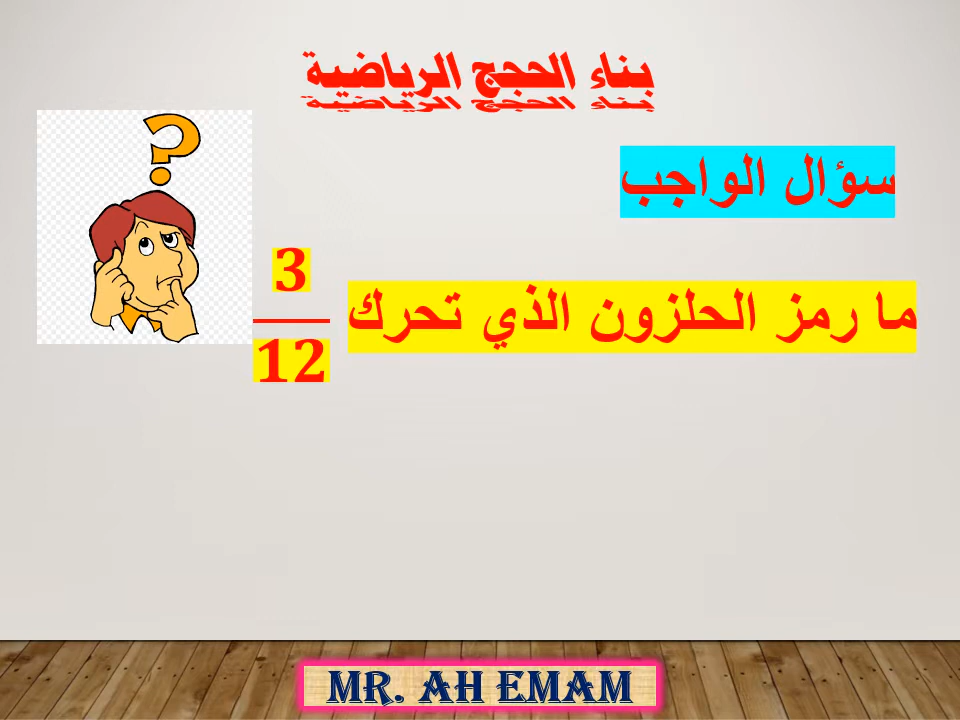 بناء الحجج الرياضية
سؤال الواجب
ما رمز الحلزون الذي تحرك
3
12
?
MR. AH EMAM